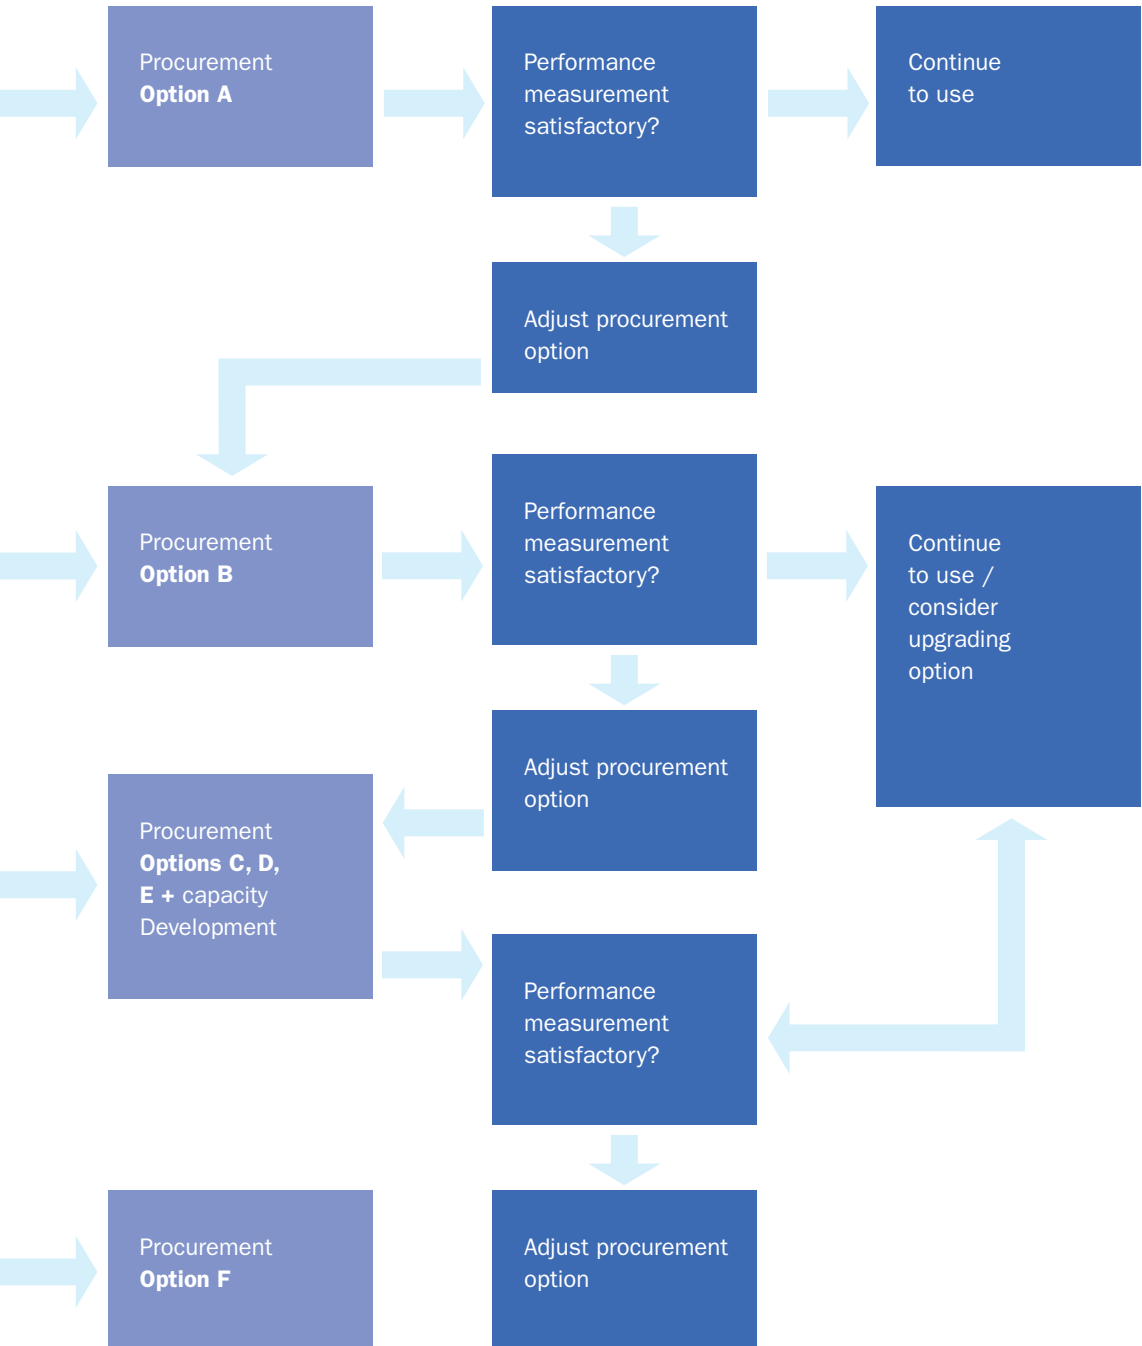 Procurement
Option A
Performance
measurement
satisfactory?
Continue
to use
Adjust procurement
option
Procurement
Option B
Performance
measurement
satisfactory?
Continue
to use /
consider
upgrading
option
Adjust procurement
option
Procurement
Options C, D,
E + capacity
Development
Performance
measurement
satisfactory?
Procurement
Option F
Adjust procurement
option